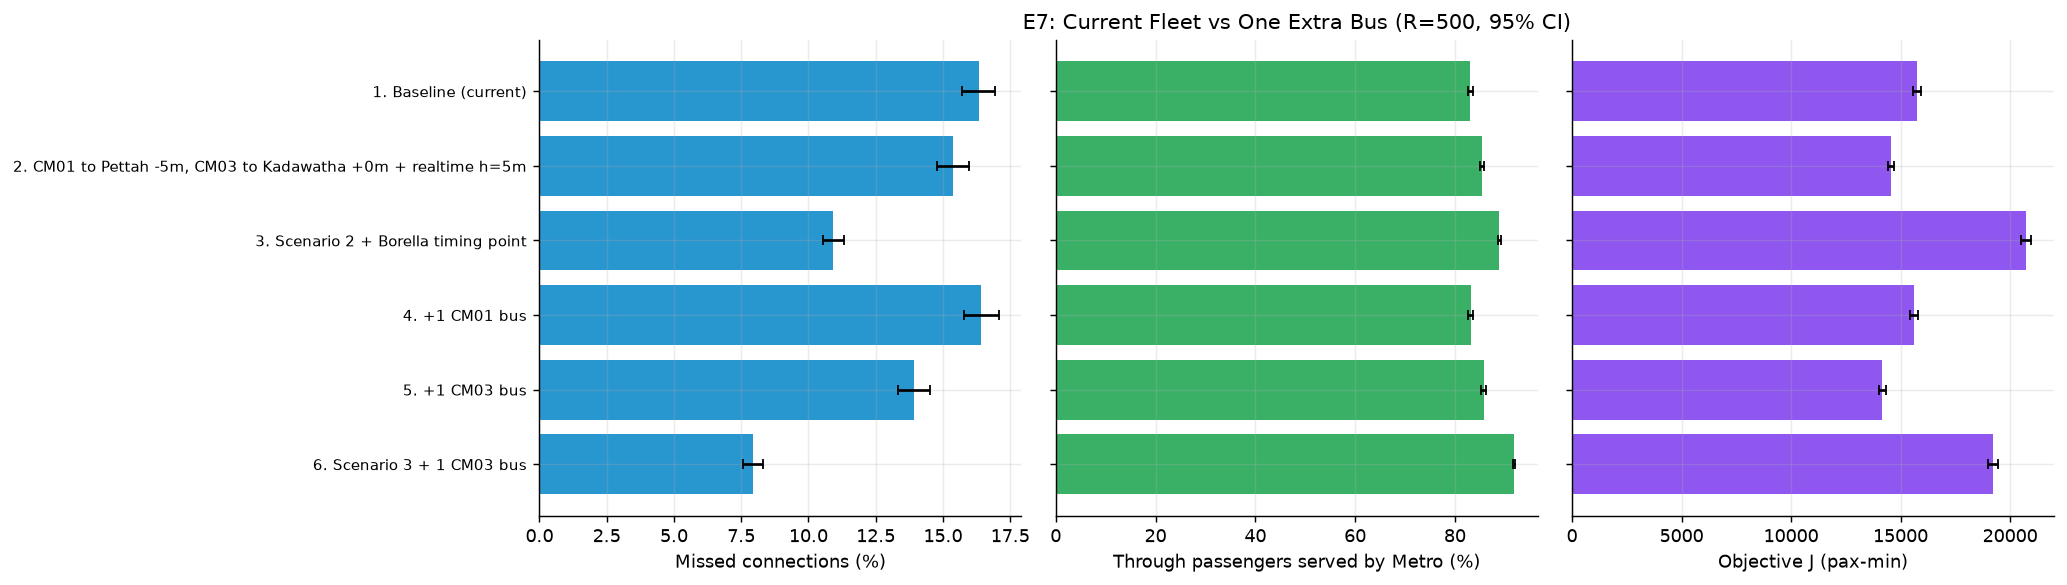 E7: Current Fleet vs One Extra Bus (R=500, 95% CI)
1. Baseline (current)
2. CM01 to Pettah -5m, CM03 to Kadawatha +0m + realtime h=5m
3. Scenario 2 + Borella timing point
4. +1 CM01 bus
5. +1 CM03 bus
6. Scenario 3 + 1 CM03 bus
0.0 2.5 5.0 7.5 10.0 12.5 15.0 17.5
Missed connections (%)
0 20 40 60 80
Through passengers served by Metro (%)
0 5000 10000 15000 20000
Objective J (pax-min)